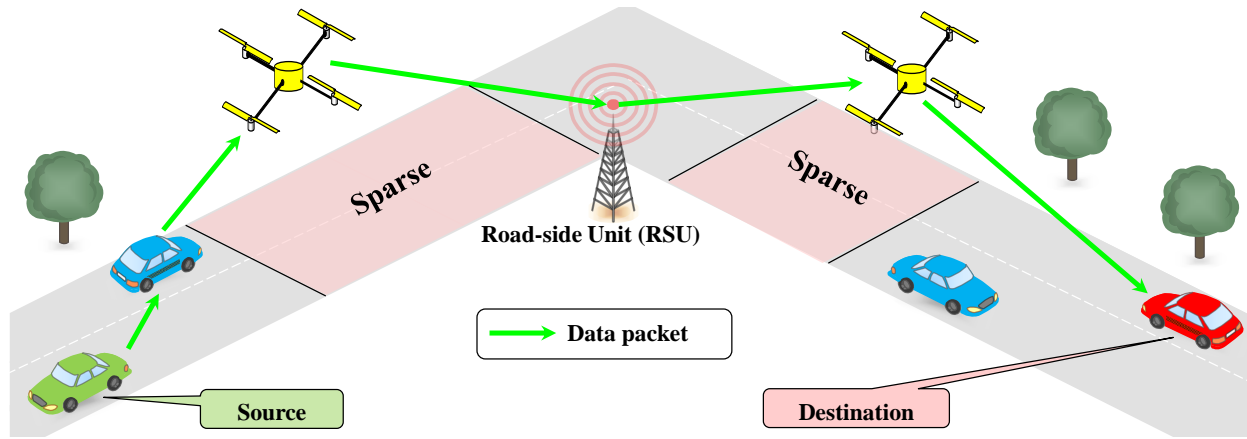 Sparse
Sparse
Road-side Unit (RSU)
Data packet
Source
Destination